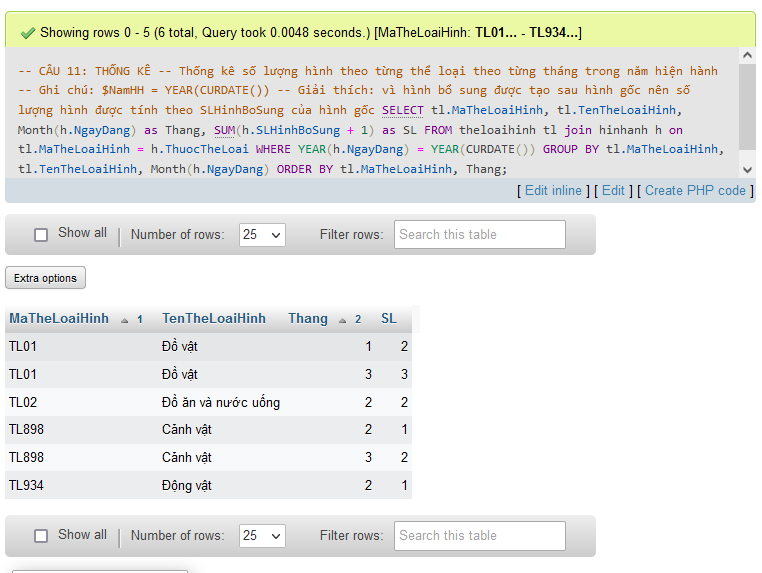 Showing rows 0 - 5 (6 total, Query took 0.0048 seconds.) [MaTheLoaiHinh: TL01... - TL934...]
-- CÂU 11: THỐNG KÊ -- Thống kê số lượng hình theo từng thể loại theo từng tháng trong năm hiện hành
-- Ghi chú: $NamHH = YEAR(CURDATE()) -- Giải thích: vì hình bổ sung được tạo sau hình gốc nên số
lượng hình được tính theo SLHinhBoSung của hình gốc SELECT tl.MaTheLoaiHinh, tl.TenTheLoaiHinh,
Month(h.NgayDang) as Thang, SUM(h.SLHinhBoSung + 1) as SL FROM theloaihinh tl join hinhanh h on
tl.MaTheLoaiHinh = h.ThuocTheLoai WHERE YEAR(h.NgayDang) = YEAR(CURDATE()) GROUP BY tl.MaTheLoaiHinh,
tl.TenTheLoaiHinh, Month(h.NgayDang) ORDER BY tl.MaTheLoaiHinh, Thang;
[ Edit inline ] [ Edit ] [ Create PHP code ]
Show all Number of rows: 25 Filter rows: Search this table
Extra options
MaTheLoaiHinh 1 TenTheLoaiHinh Thang 2 SL
TL01 Đồ vật 1 2
TL01 Đồ vật 3 3
TL02 Đồ ăn và nước uống 2 2
TL898 Cảnh vật 2 1
TL898 Cảnh vật 3 2
TL934 Động vật 2 1
Show all Number of rows: 25 Filter rows: Search this table